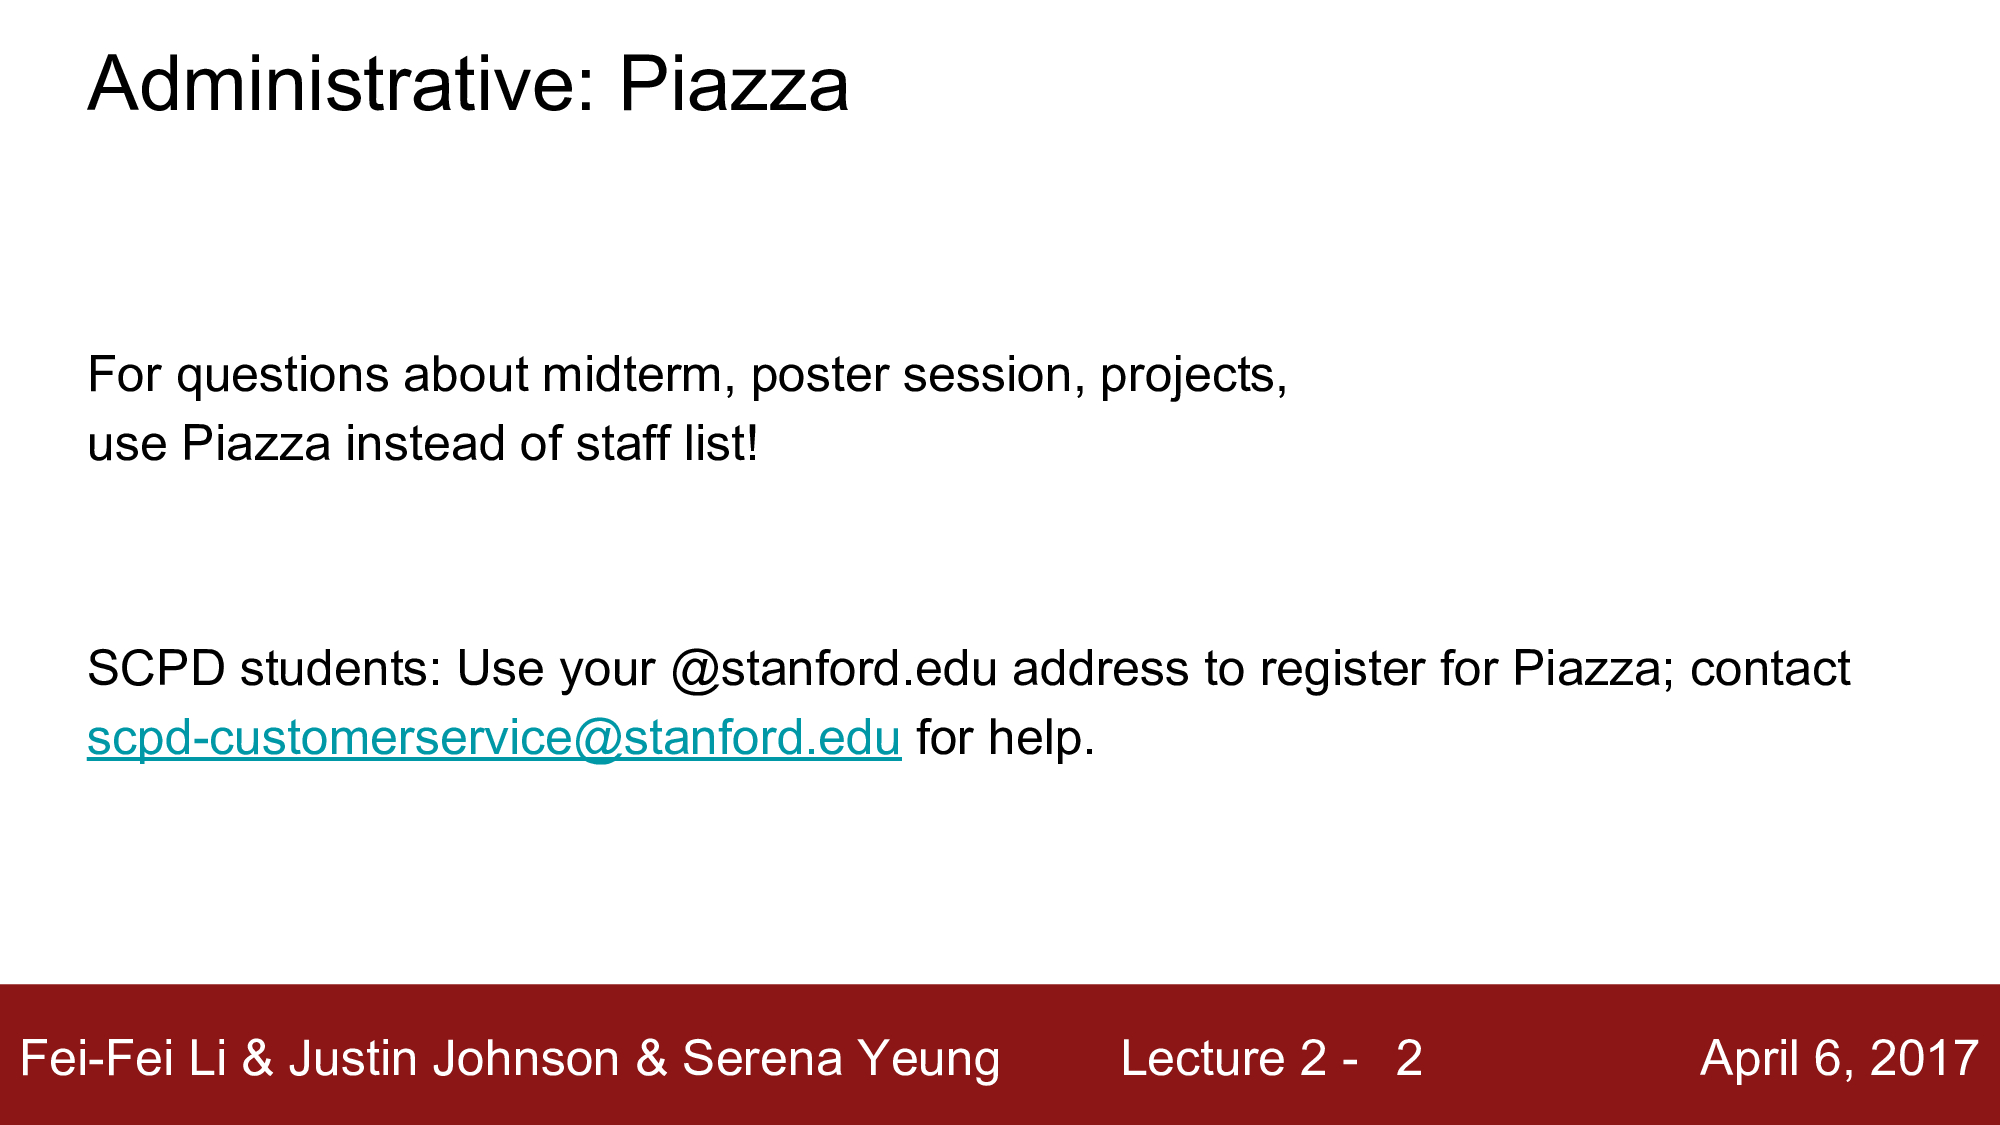 Administrative: Piazza
For questions about midterm, poster session, projects,
use Piazza instead of staff list!
SCPD students: Use your @stanford.edu address to register for Piazza; contact
scpd-customerservice@stanford.edu for help.
Fei-Fei Li & Justin Johnson & Serena Yeung Lecture 2 - 2 April 6, 2017